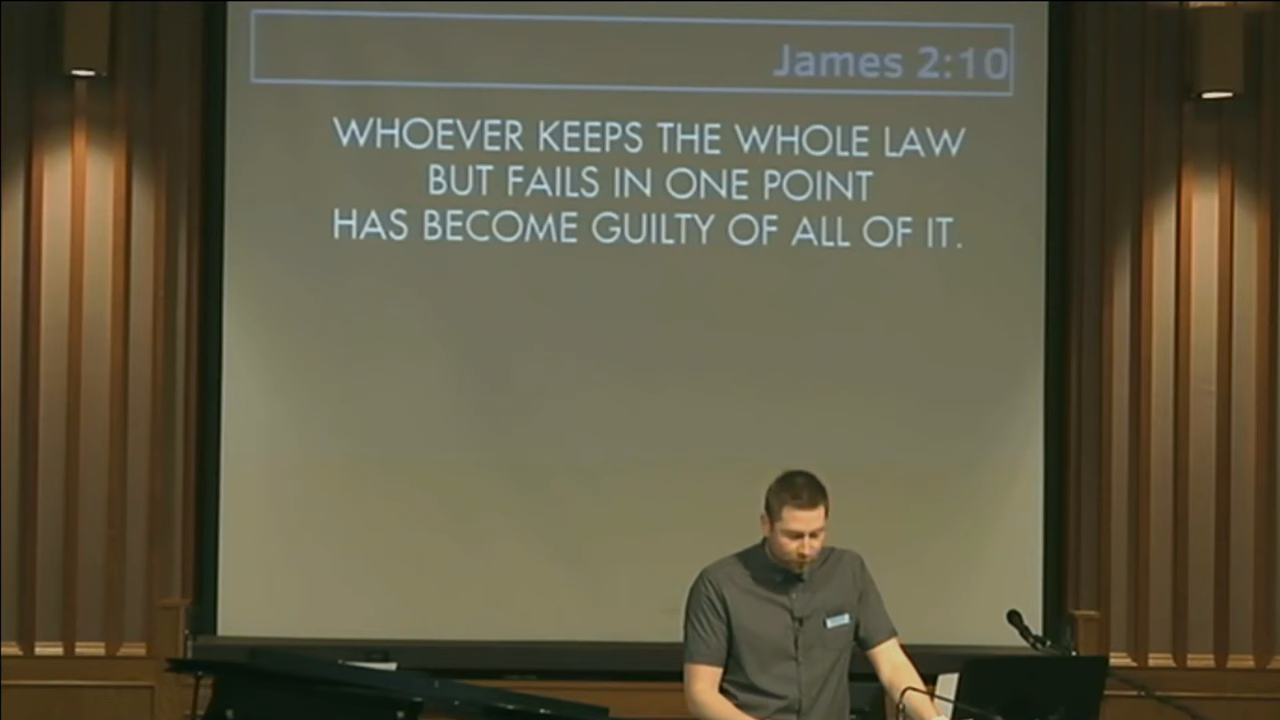 James 2:10
WHOEVER KEEPS THE WHOLE LAW
BUT FAILS IN ONE POINT
HAS BECOME GUILTY OF ALL OF IT.